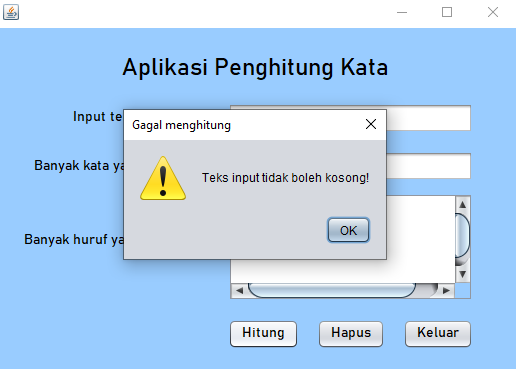 Aplikasi Penghitung Kata
Input te
Gagal menghitung
Banyak kata ya
Teks input tidak boleh kosong!
OK
Banyak huruf ya
Hitung Hapus Keluar